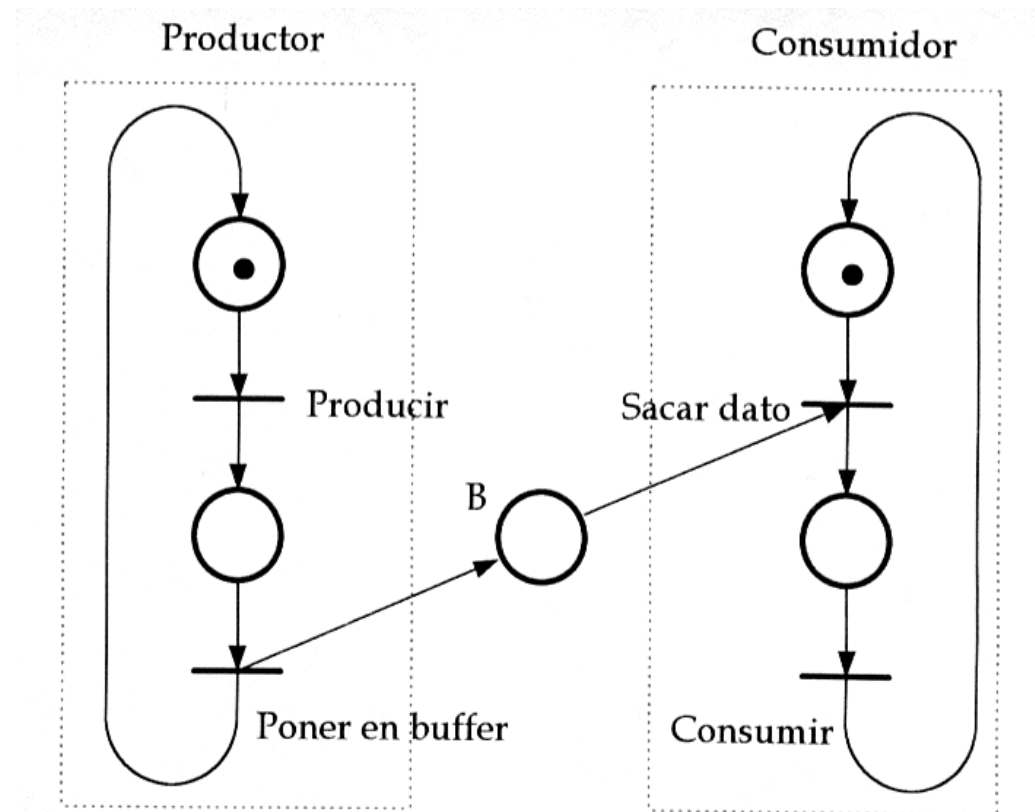 Productor
Consumidor
Producir
Sacar dato
B
Poner en buffer
Consumir